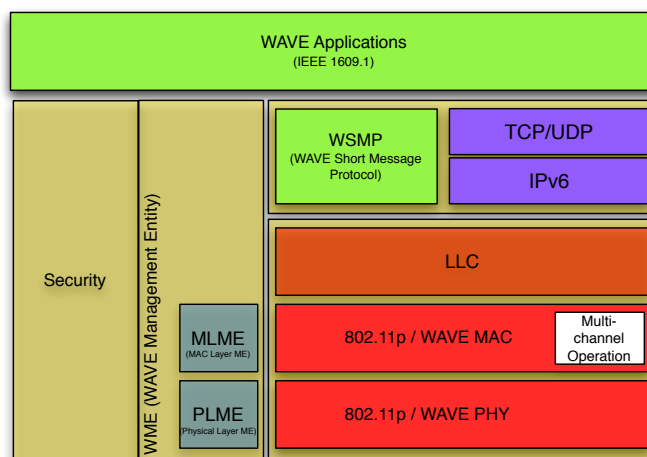 WAVE Applications
(IEEE 1609.1)
Security
WME (WAVE Management Entity)
WSMP
(WAVE Short Message
Protocol)
TCP/UDP
IPv6
LLC
MLME
(MAC Layer ME)
802.11p / WAVE MAC
Multi-
channel
Operation
PLME
(Physical Layer ME)
802.11p / WAVE PHY